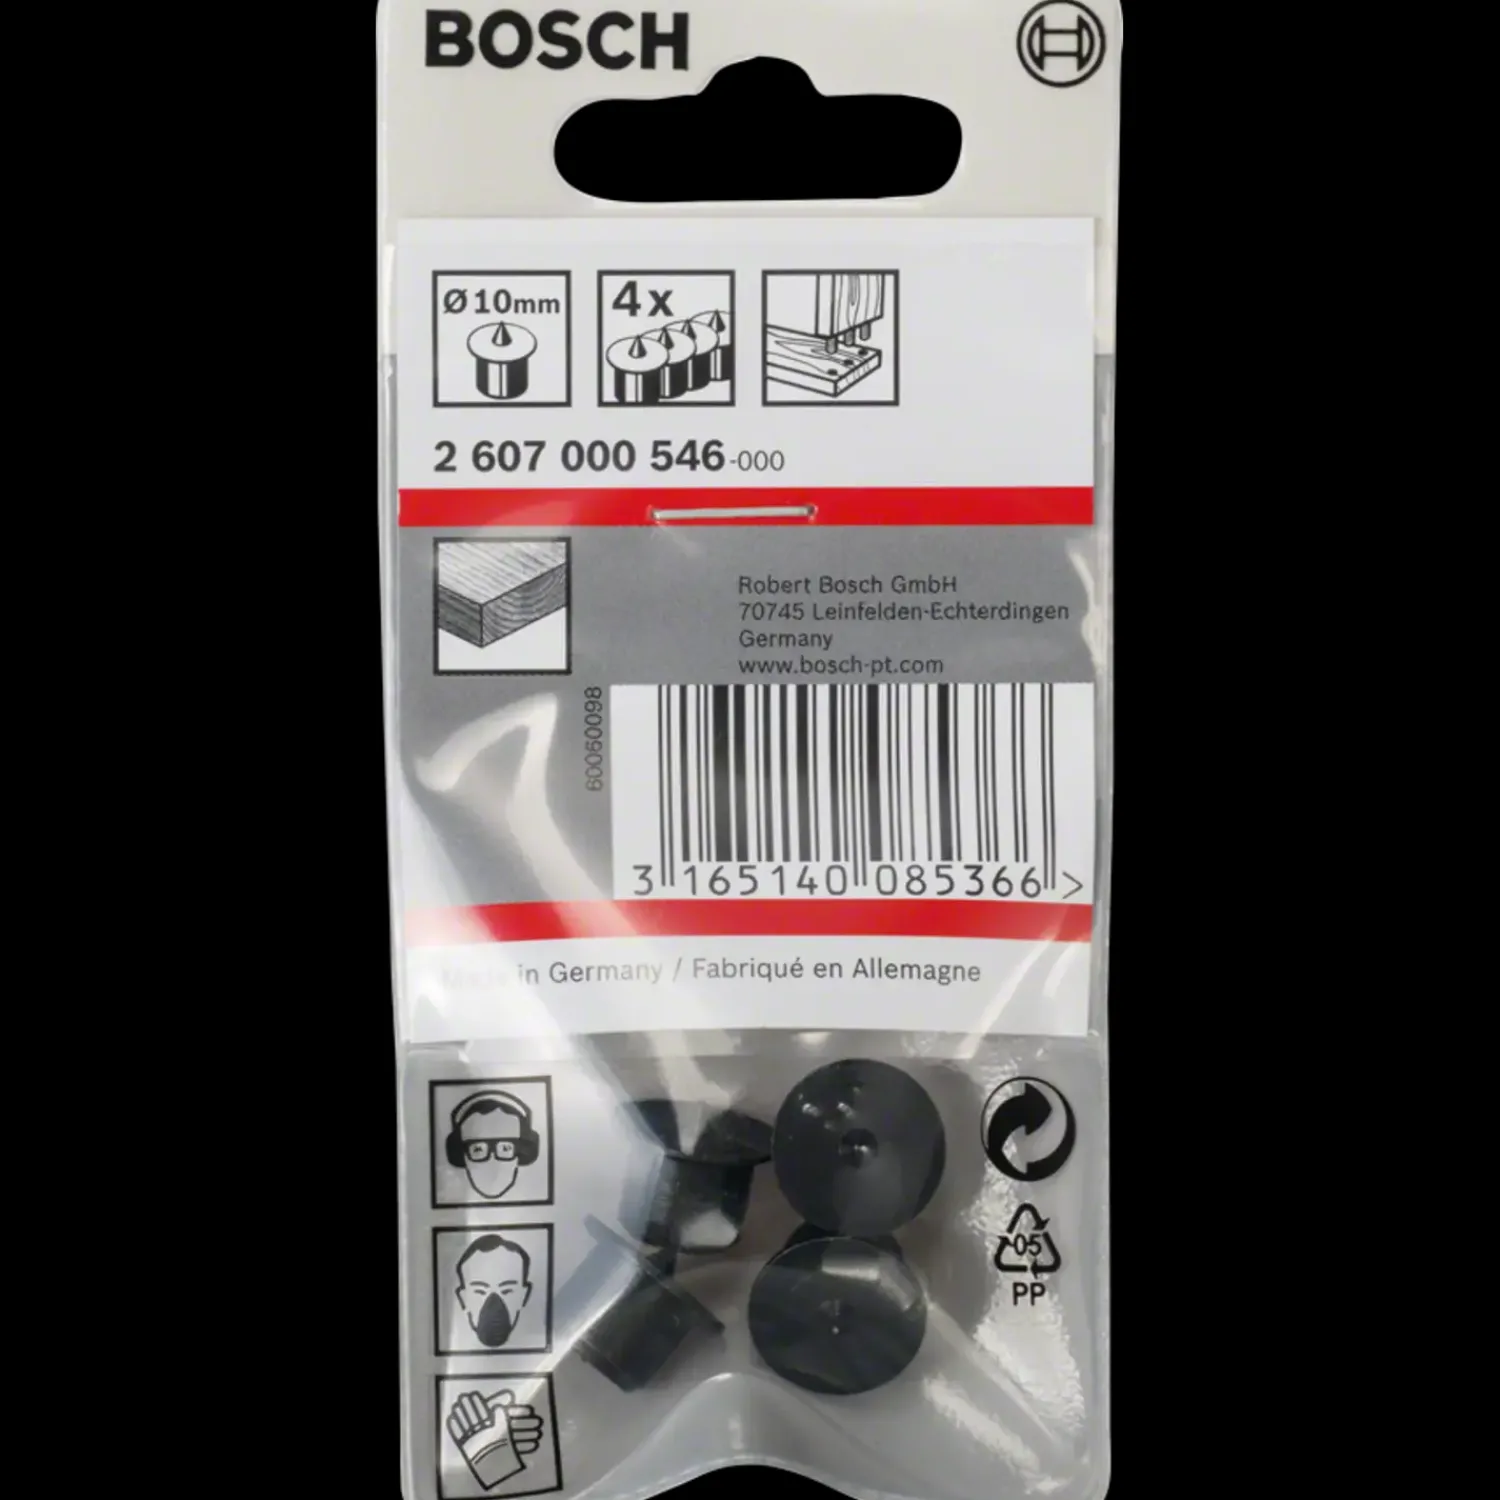 BOSCH
Ø 10mm
4x
2 607 000 546-000
Robert Bosch GmbH
70745 Leinfelden-Echterdingen
Germany
www.bosch-pt.com
60060098
3 165140 085366 >
Made in Germany / Fabriqué en Allemagne
05
PP